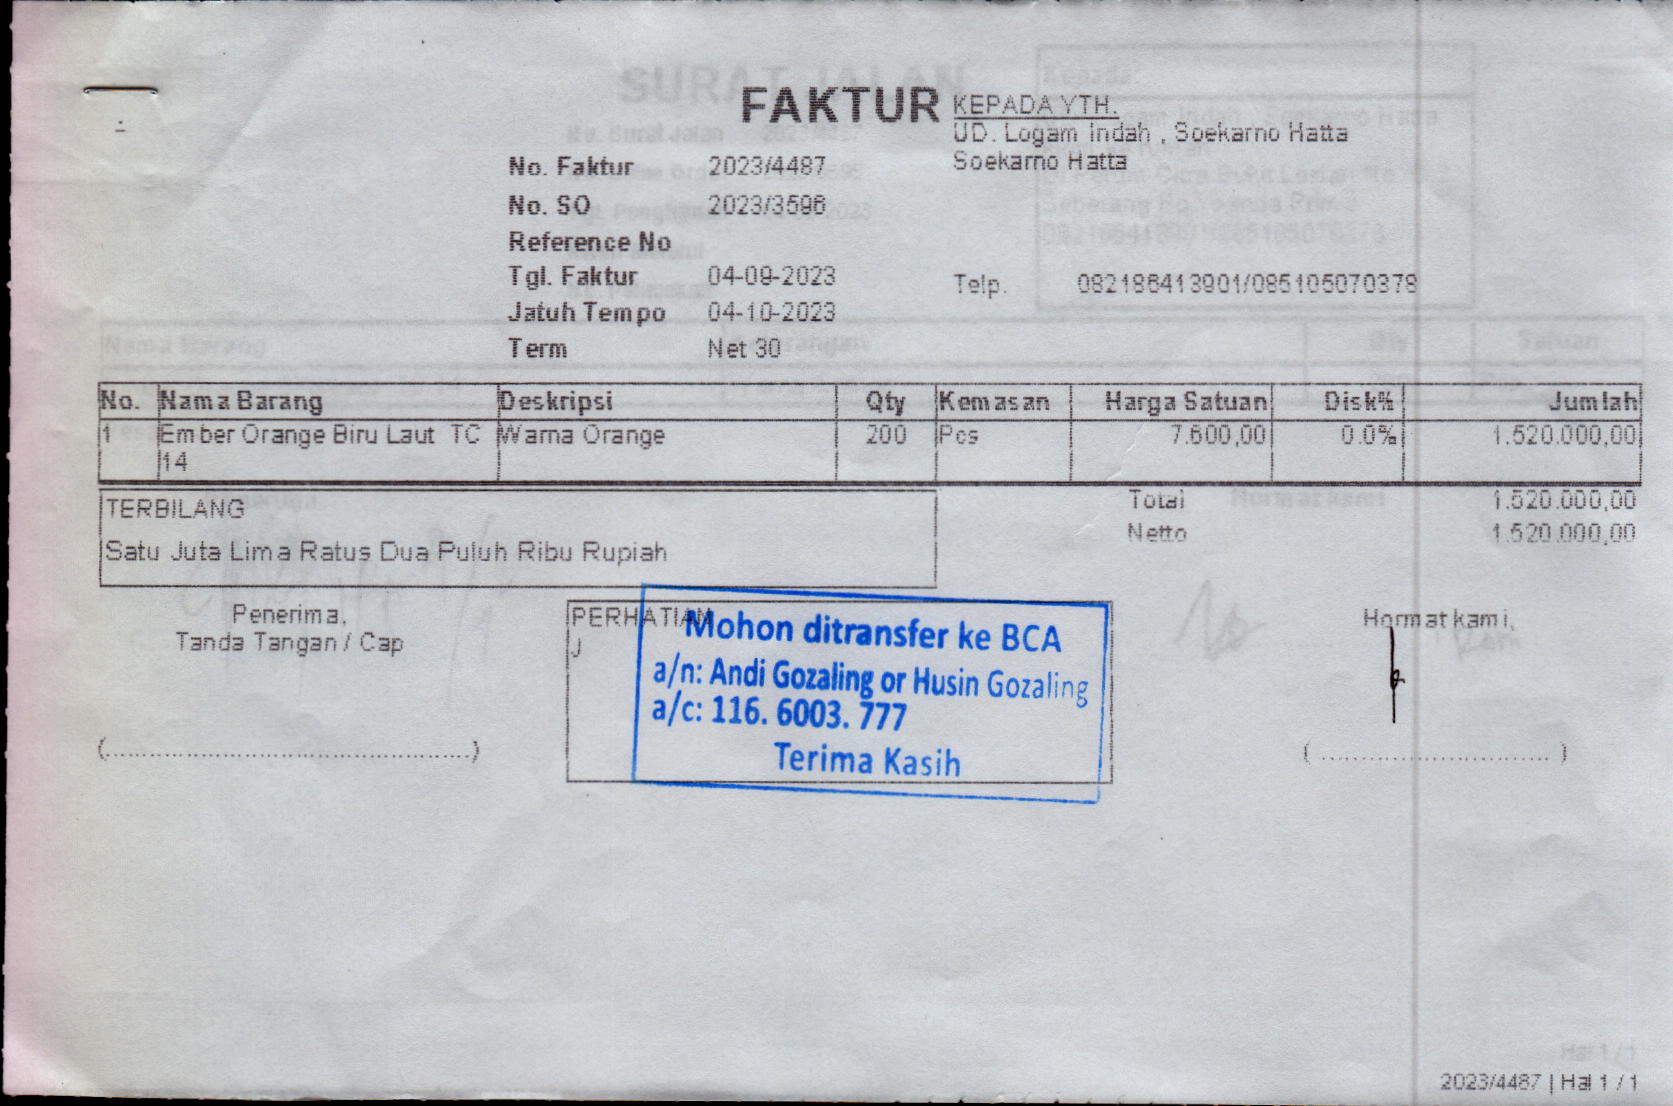 FAKTUR
KEPADA YTH.
UD. Logam Indah , Soekarno Hatta
Soekarno Hatta
No. Faktur 2023/4487
No. SO 2023/3596
Reference No
Tgl. Faktur 04-09-2023
Jatuh Tempo 04-10-2023
Term Net 30
Telp. 082186413901/085105070378
No. Nama Barang Deskripsi Qty Kemasan Harga Satuan Disk% Jumlah
1 Ember Orange Biru Laut TC Warna Orange 200 Pcs 7.600,00 0.0% 1.520.000,00
14
TERBILANG
Satu Juta Lima Ratus Dua Puluh Ribu Rupiah
Total 1.520.000,00
Netto 1.520.000,00
Penerima,
Tanda Tangan / Cap
(................................................)
PERHATIAN
J
Mohon ditransfer ke BCA
a/n: Andi Gozaling or Husin Gozaling
a/c: 116. 6003. 777
Terima Kasih
Hormat kami,
( .............................. )
2023/4487 | Hal 1 / 1